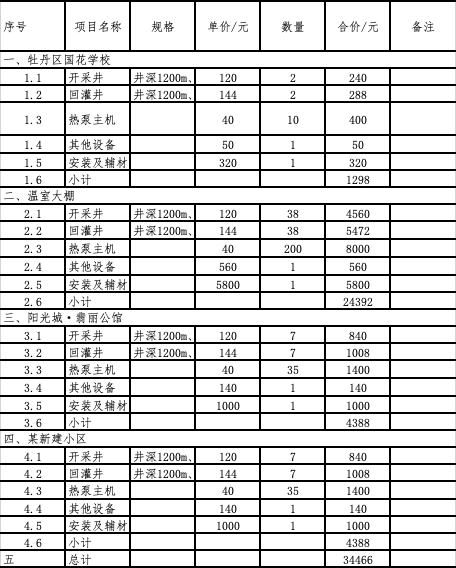 序号 项目名称 规格 单价/元 数量 合价/元 备注
一、牡丹区国花学校
1.1 开采井 井深1200m、 120 2 240
1.2 回灌井 井深1200m、 144 2 288
1.3 热泵主机 40 10 400
1.4 其他设备 50 1 50
1.5 安装及辅材 320 1 320
1.6 小计 1298
二、温室大棚
2.1 开采井 井深1200m、 120 38 4560
2.2 回灌井 井深1200m、 144 38 5472
2.3 热泵主机 40 200 8000
2.4 其他设备 560 1 560
2.5 安装及辅材 5800 1 5800
2.6 小计 24392
三、阳光城·翡丽公馆
3.1 开采井 井深1200m、 120 7 840
3.2 回灌井 井深1200m、 144 7 1008
3.3 热泵主机 40 35 1400
3.4 其他设备 140 1 140
3.5 安装及辅材 1000 1 1000
3.6 小计 4388
四、某新建小区
4.1 开采井 井深1200m、 120 7 840
4.2 回灌井 井深1200m、 144 7 1008
4.3 热泵主机 40 35 1400
4.4 其他设备 140 1 140
4.5 安装及辅材 1000 1 1000
4.6 小计 4388
五 总计 34466